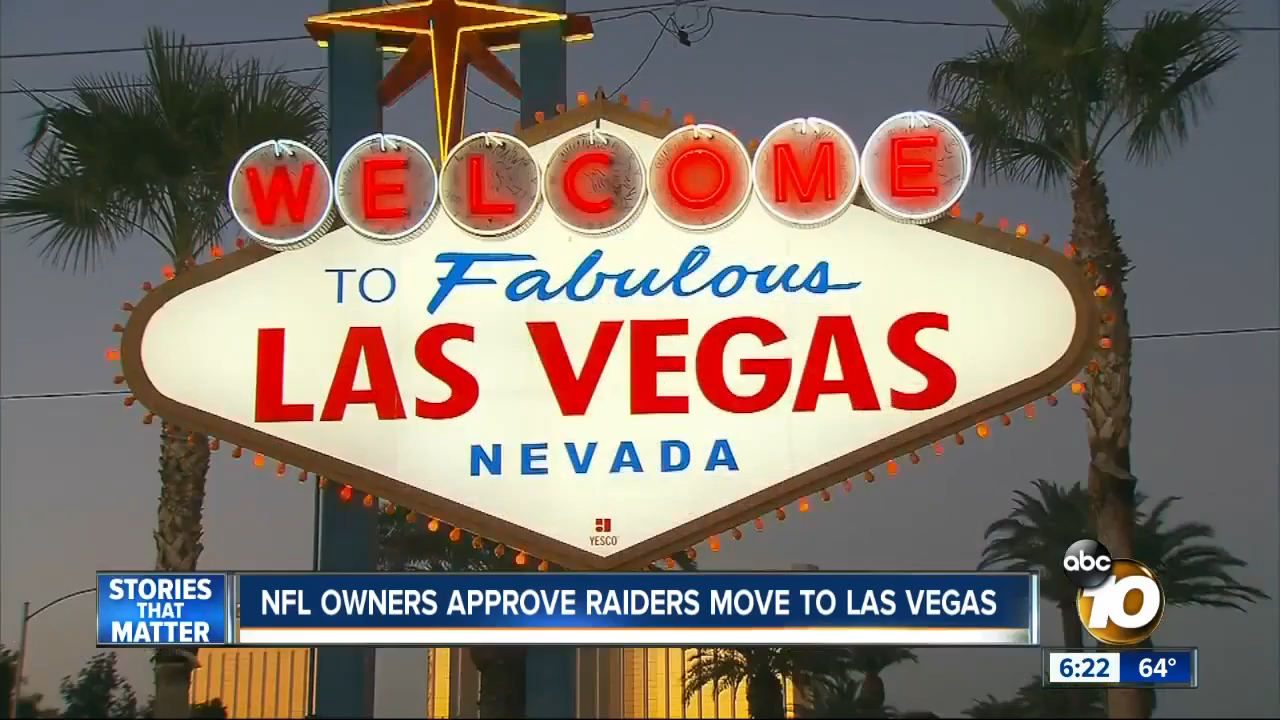 WELCOME
TO Fabulous
LAS VEGAS
NEVADA
YESCO
STORIES
THAT
MATTER
NFL OWNERS APPROVE RAIDERS MOVE TO LAS VEGAS
abc
10
6:22 64°